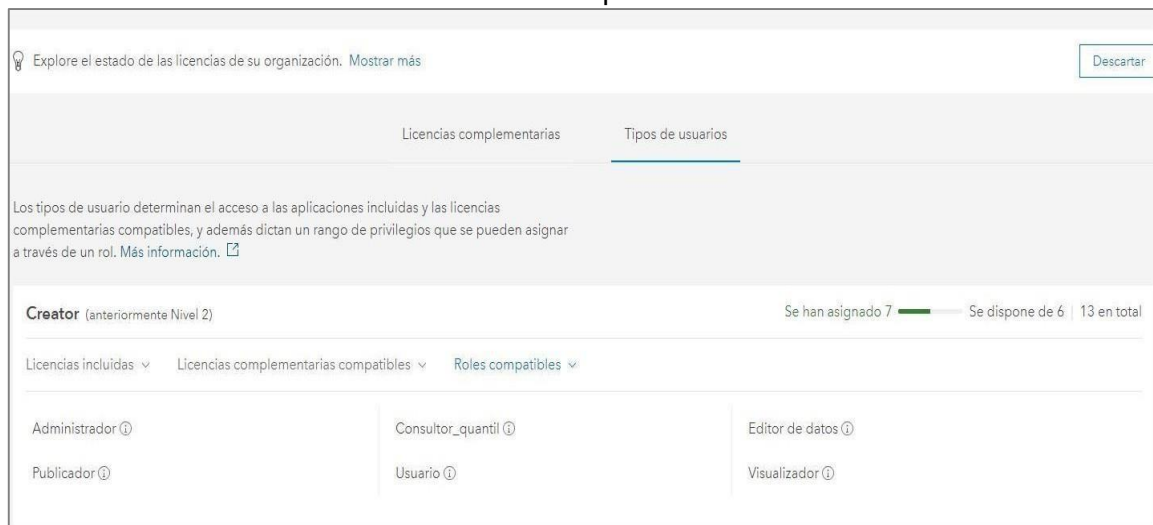 Explore el estado de las licencias de su organización. Mostrar más
Descartar
Licencias complementarias
Tipos de usuarios
Los tipos de usuario determinan el acceso a las aplicaciones incluidas y las licencias
complementarias compatibles, y además dictan un rango de privilegios que se pueden asignar
a través de un rol. Más información.
Creator (anteriormente Nivel 2)
Se han asignado 7
Se dispone de 6 | 13 en total
Licencias incluidas
Licencias complementarias compatibles
Roles compatibles
Administrador
Consultor_quantil
Editor de datos
Publicador
Usuario
Visualizador